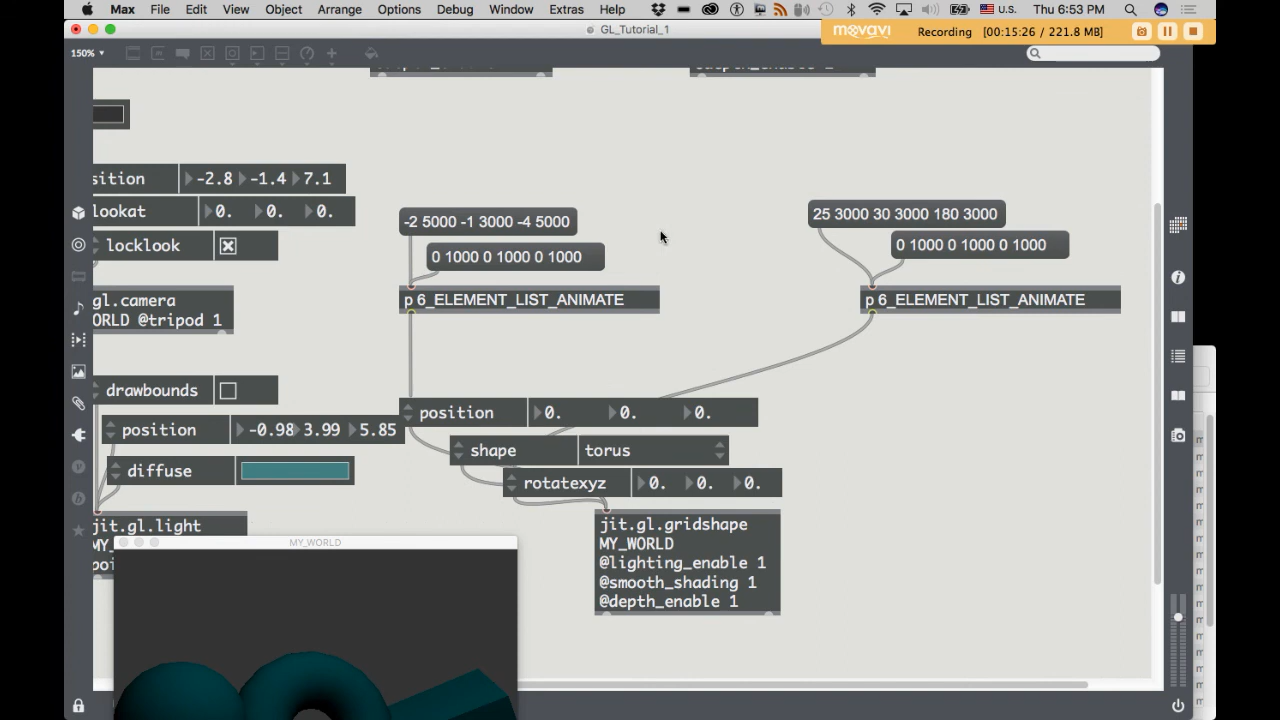 Max File Edit View Object Arrange Options Debug Window Extras Help U.S. Thu 6:53 PM
GL_Tutorial_1
movavi Recording [00:15:26 / 221.8 MB]
150%
sition -2.8 -1.4 7.1
lookat 0. 0. 0.
locklook
-2 5000 -1 3000 -4 5000
25 3000 30 3000 180 3000
0 1000 0 1000 0 1000
0 1000 0 1000 0 1000
p 6_ELEMENT_LIST_ANIMATE
p 6_ELEMENT_LIST_ANIMATE
gl.camera
ORLD @tripod 1
drawbounds
position -0.98 3.99 5.85
position 0. 0. 0.
shape torus
diffuse
rotatexyz 0. 0. 0.
jit.gl.light
jit.gl.gridshape
MY_WORLD
@lighting_enable 1
@smooth_shading 1
@depth_enable 1
MY_WORLD